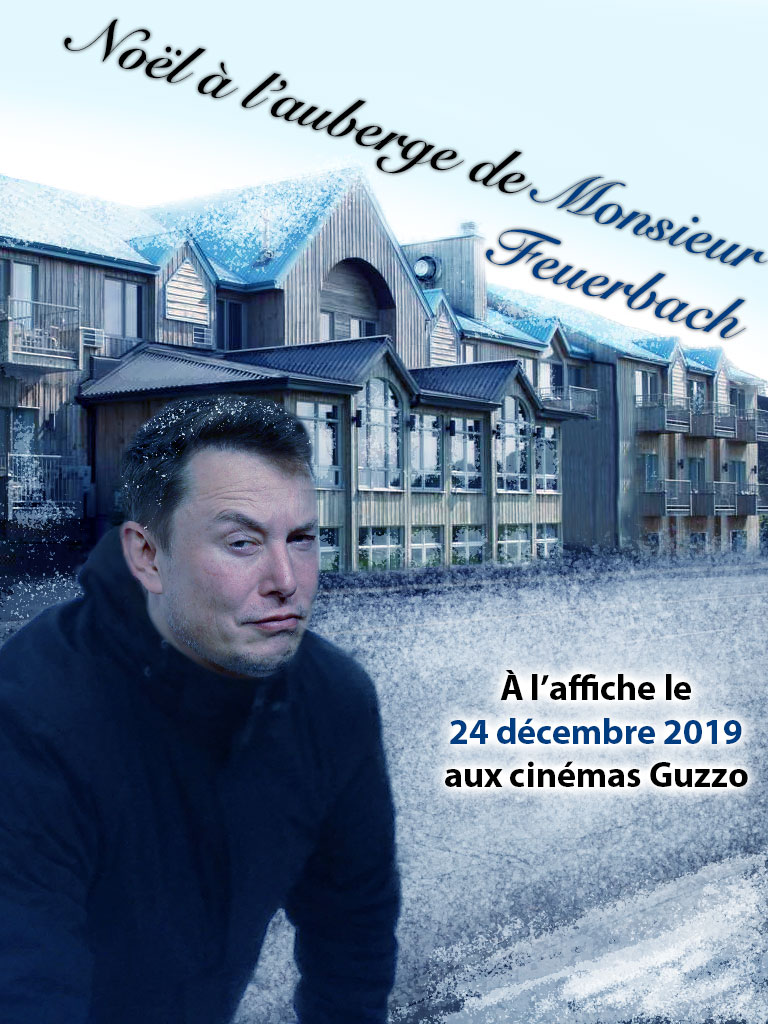 Noël à l'auberge de Monsieur
Feuerbach
À l'affiche le
24 décembre 2019
aux cinémas Guzzo